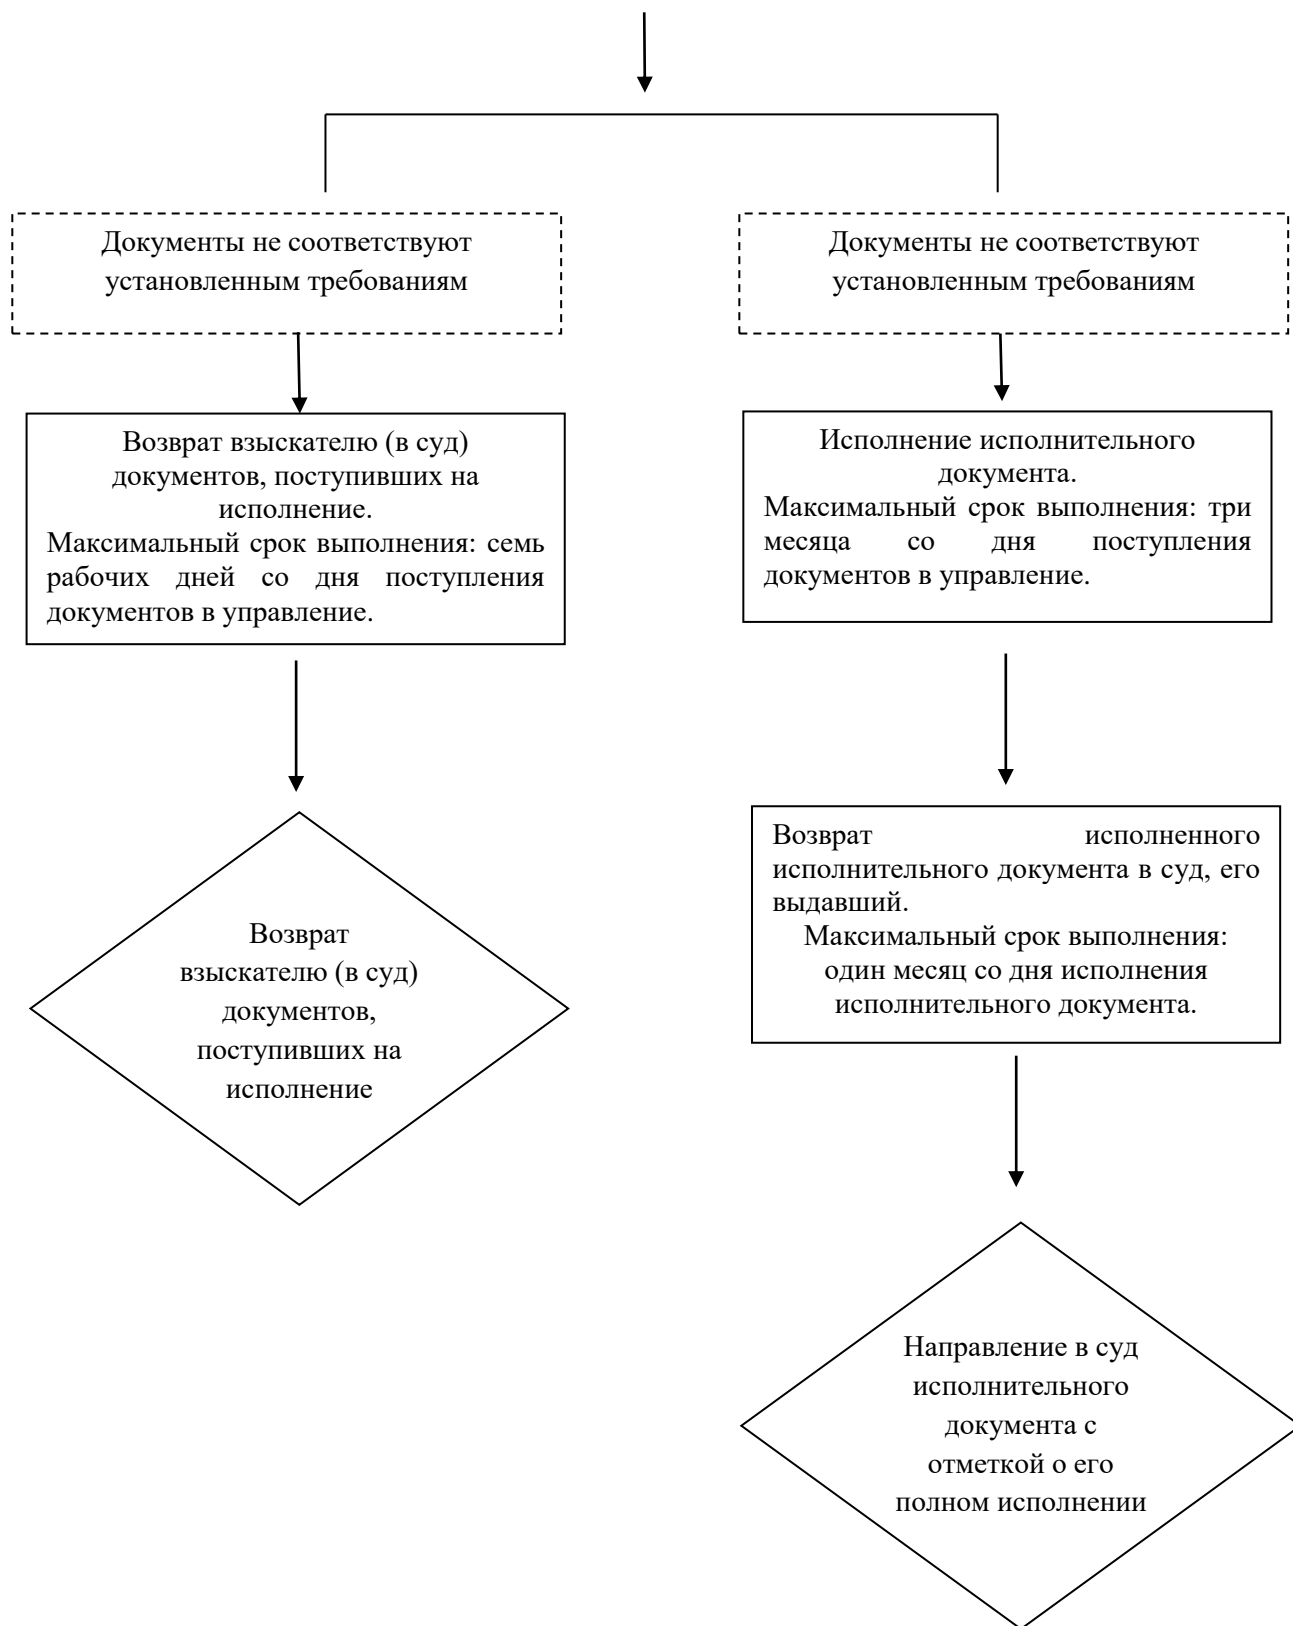 Документы не соответствуют
установленным требованиям
Документы не соответствуют
установленным требованиям
Возврат взыскателю (в суд)
документов, поступивших на
исполнение.
Максимальный срок выполнения: семь
рабочих дней со дня поступления
документов в управление.
Исполнение исполнительного
документа.
Максимальный срок выполнения: три
месяца со дня поступления
документов в управление.
Возврат
взыскателю (в суд)
документов,
поступивших на
исполнение
Возврат исполненного
исполнительного документа в суд, его
выдавший.
Максимальный срок выполнения:
один месяц со дня исполнения
исполнительного документа.
Направление в суд
исполнительного
документа с
отметкой о его
полном исполнении